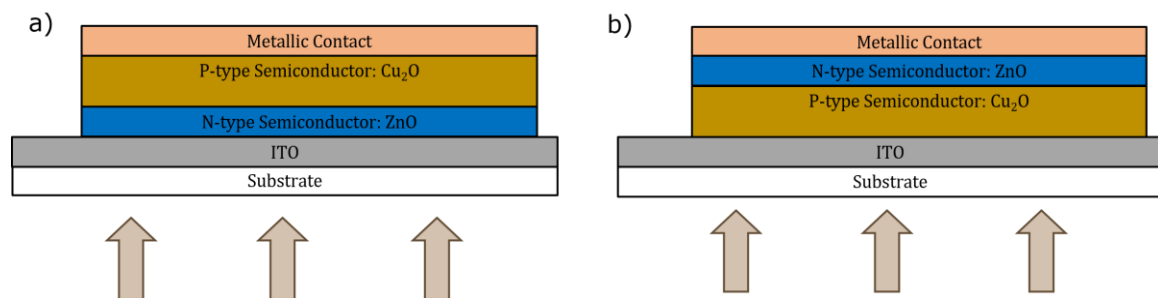 a)
Metallic Contact
P-type Semiconductor: Cu₂O
N-type Semiconductor: ZnO
ITO
Substrate
b)
Metallic Contact
N-type Semiconductor: ZnO
P-type Semiconductor: Cu₂O
ITO
Substrate